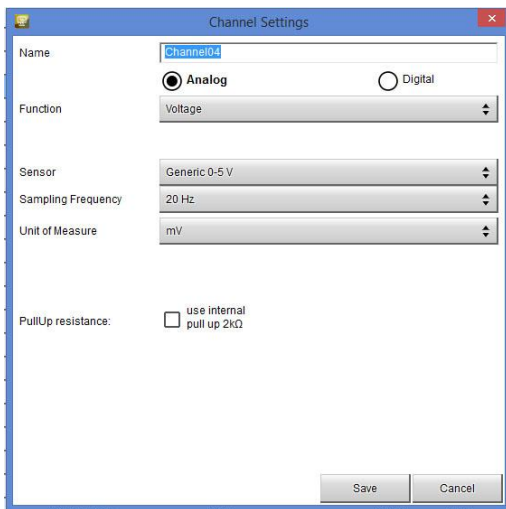 Channel Settings
Name
Channel04
Analog
Digital
Function
Voltage
Sensor
Generic 0-5 V
Sampling Frequency
20 Hz
Unit of Measure
mV
PullUp resistance:
use internal
pull up 2kΩ
Save
Cancel